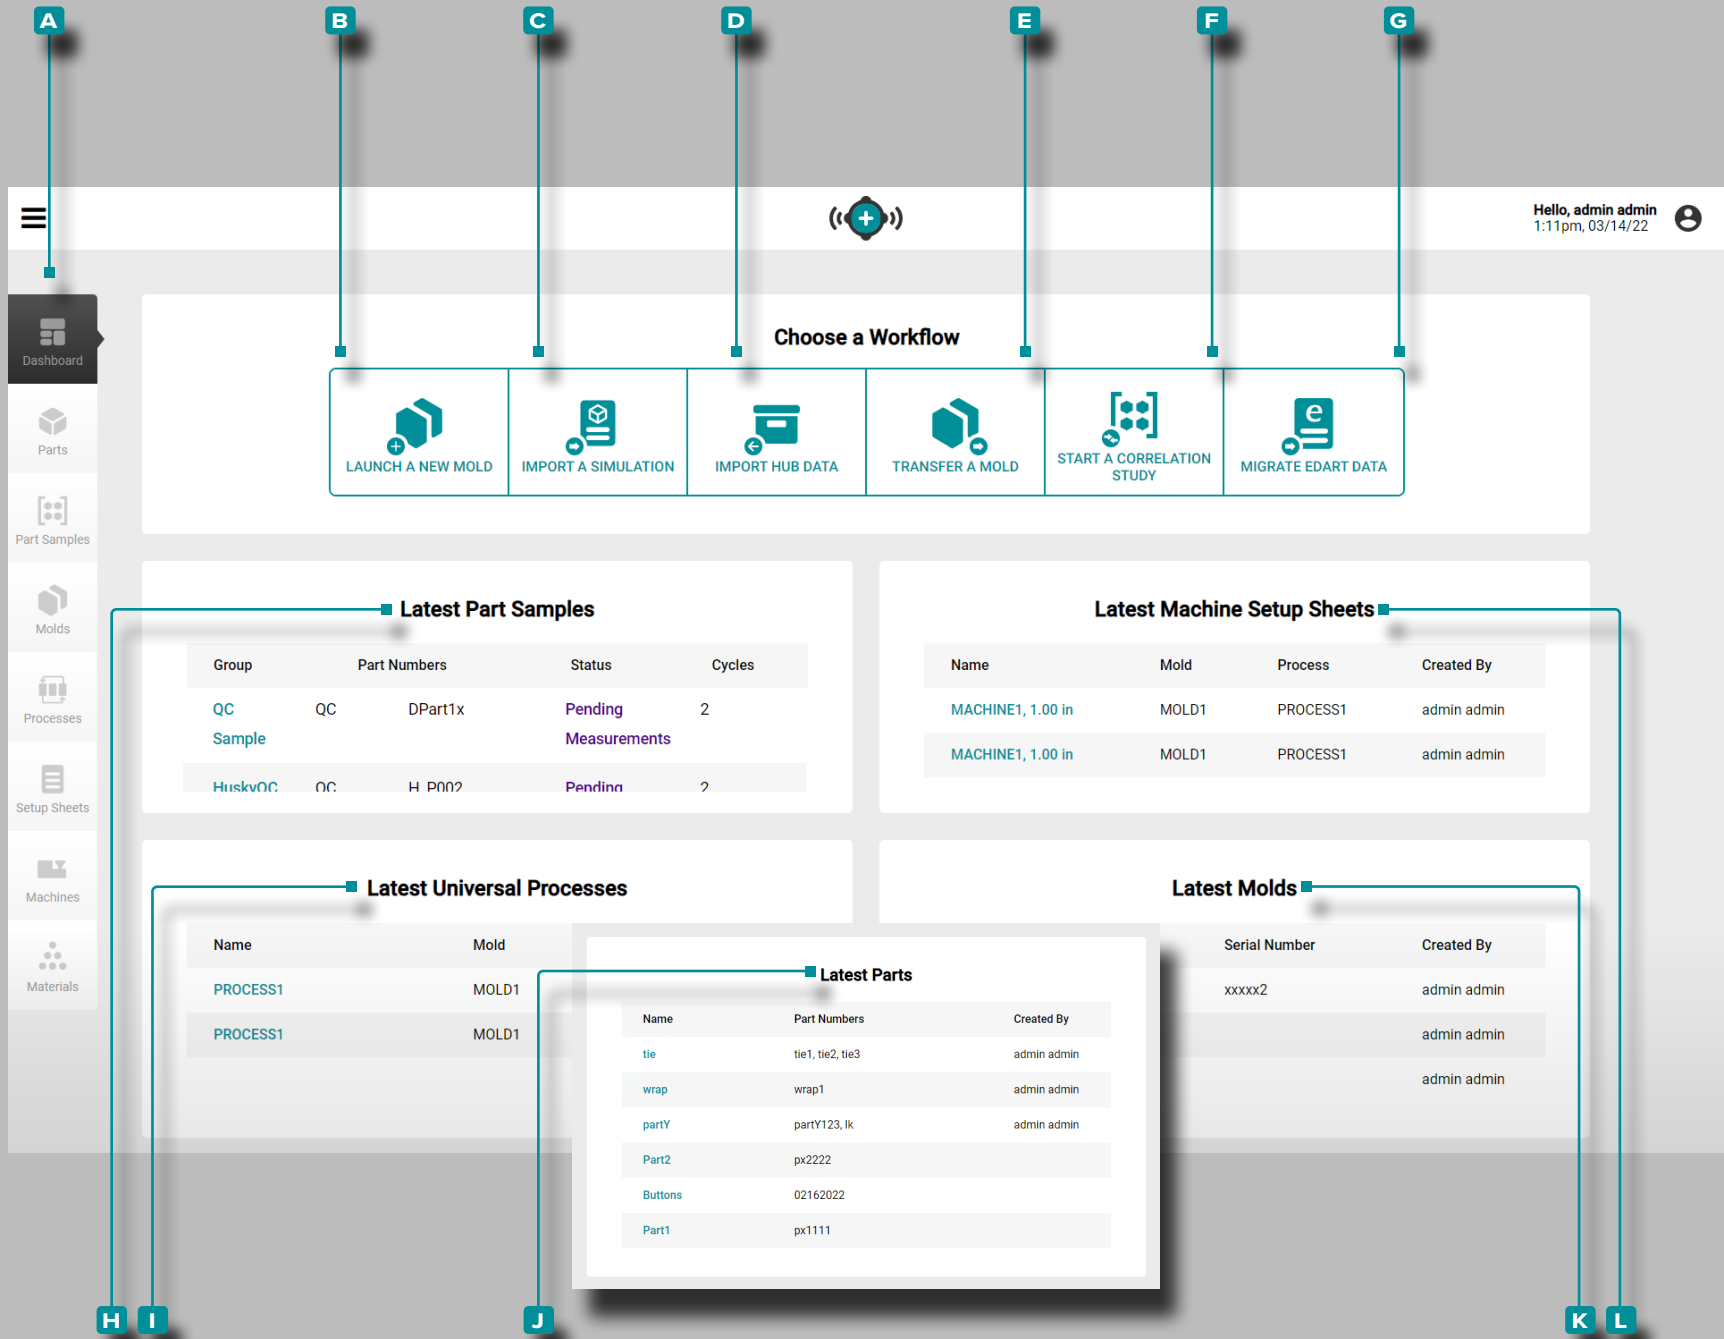 A B C D E F G
Hello, admin admin
1:11pm, 03/14/22
Dashboard
Parts
Part Samples
Molds
Processes
Setup Sheets
Machines
Materials
Choose a Workflow
LAUNCH A NEW MOLD
IMPORT A SIMULATION
IMPORT HUB DATA
TRANSFER A MOLD
START A CORRELATION
STUDY
e
MIGRATE EDART DATA
Latest Part Samples
Group Part Numbers Status Cycles
QC QC DPart1x Pending 2
Sample Measurements
HuskyQC QC H_P002 Pending 2
Latest Machine Setup Sheets
Name Mold Process Created By
MACHINE1, 1.00 in MOLD1 PROCESS1 admin admin
MACHINE1, 1.00 in MOLD1 PROCESS1 admin admin
Latest Universal Processes
Name Mold
PROCESS1 MOLD1
PROCESS1 MOLD1
Latest Molds
Serial Number Created By
xxxxx2 admin admin
admin admin
admin admin
Latest Parts
Name Part Numbers Created By
tie tie1, tie2, tie3 admin admin
wrap wrap1 admin admin
partY partY123, lk admin admin
Part2 px2222
Buttons 02162022
Part1 px1111
H I J K L